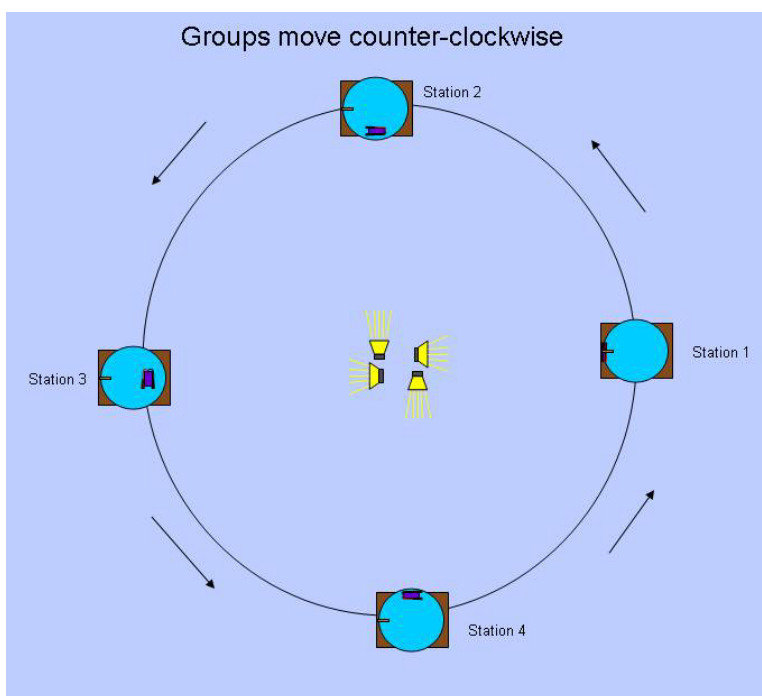 Groups move counter-clockwise
Station 2
Station 1
Station 3
Station 4